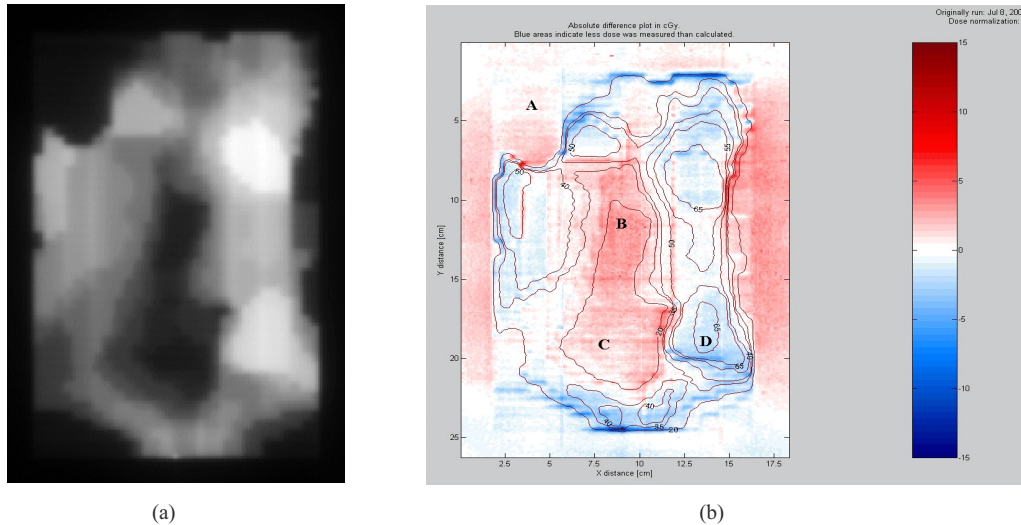 Originally run: Jul 8, 200
Dose normalization:
Absolute difference plot in cGy.
Blue areas indicate less dose was measured than calculated.
15
10
5
0
-5
-10
-15
5
10
15
20
25
Y distance [cm]
2.5 5 7.5 10 12.5 15 17.5
X distance [cm]
A
B
C
D
50
55
50
40
65
50
20
65
65
40
40
35
20
(a) (b)